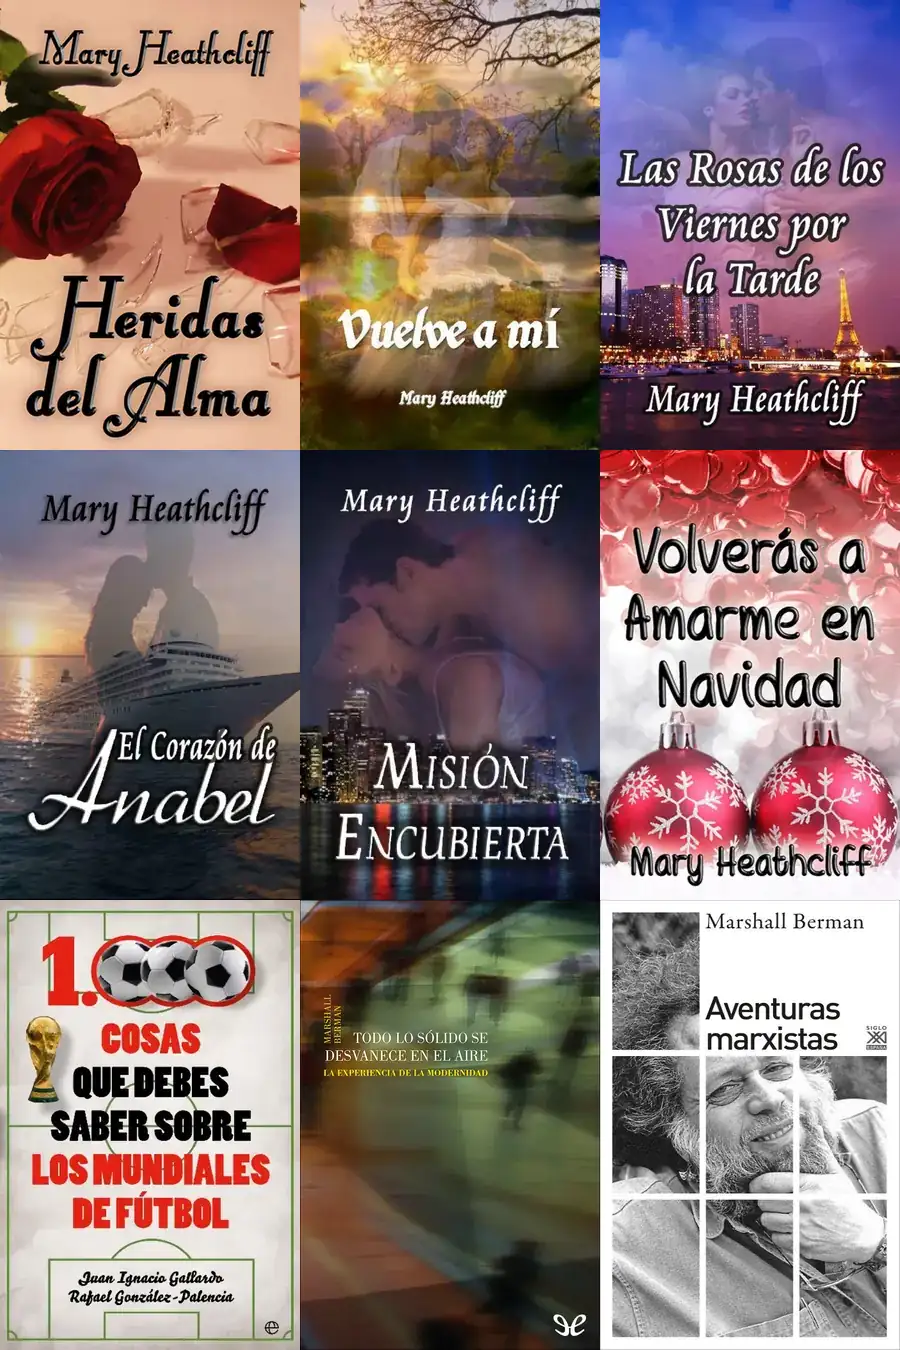 Mary Heathcliff
Heridas
del Alma
Vuelve a mí
Mary Heathcliff
Las Rosas de los
Viernes por
la Tarde
Mary Heathcliff
Mary Heathcliff
El Corazón de
Anabel
Mary Heathcliff
Misión
Encubierta
Volverás a
Amarme en
Navidad
Mary Heathcliff
1.000
COSAS
QUE DEBES
SABER SOBRE
LOS MUNDIALES
DE FÚTBOL
Juan Ignacio Gallardo
Rafael González-Palencia
MARSHALL
BERMAN
TODO LO SÓLIDO SE
DESVANECE EN EL AIRE
LA EXPERIENCIA DE LA MODERNIDAD
Marshall Berman
Aventuras
marxistas
SIGLO
XXI
ESPAÑA